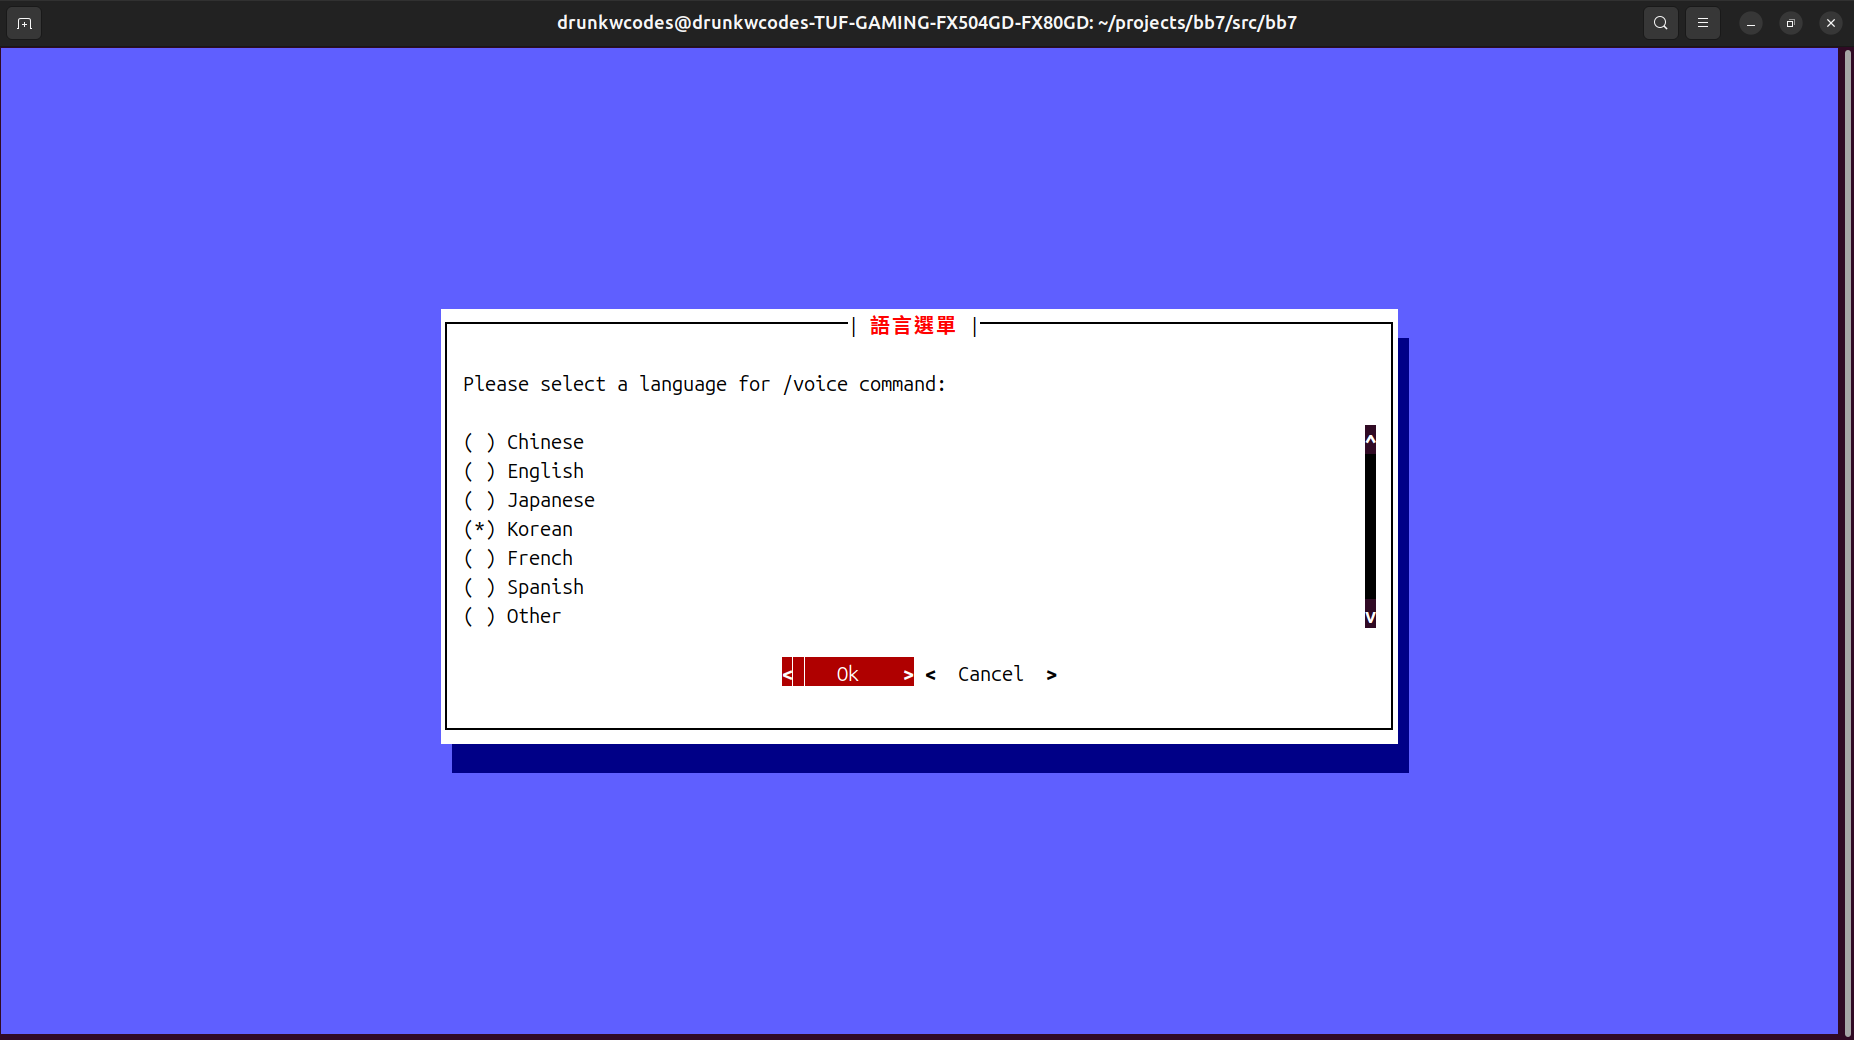 drunkwcodes@drunkwcodes-TUF-GAMING-FX504GD-FX80GD: ~/projects/bb7/src/bb7
| 語言選單 |
Please select a language for /voice command:
( ) Chinese
( ) English
( ) Japanese
(*) Korean
( ) French
( ) Spanish
( ) Other
^
v
< Ok > < Cancel >